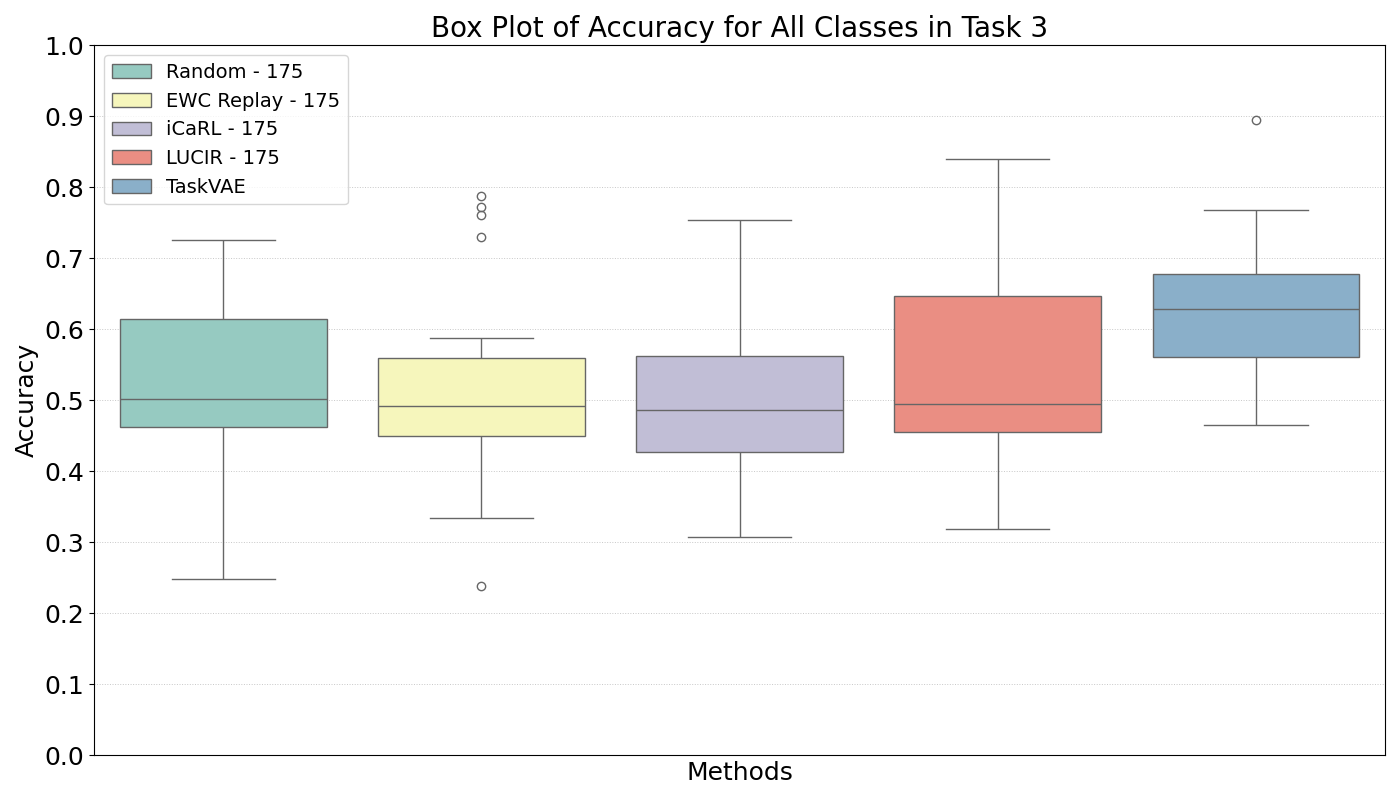 Box Plot of Accuracy for All Classes in Task 3
1.0
0.9
0.8
0.7
0.6
0.5
0.4
0.3
0.2
0.1
0.0
Accuracy
Random - 175
EWC Replay - 175
iCaRL - 175
LUCIR - 175
TaskVAE
Methods